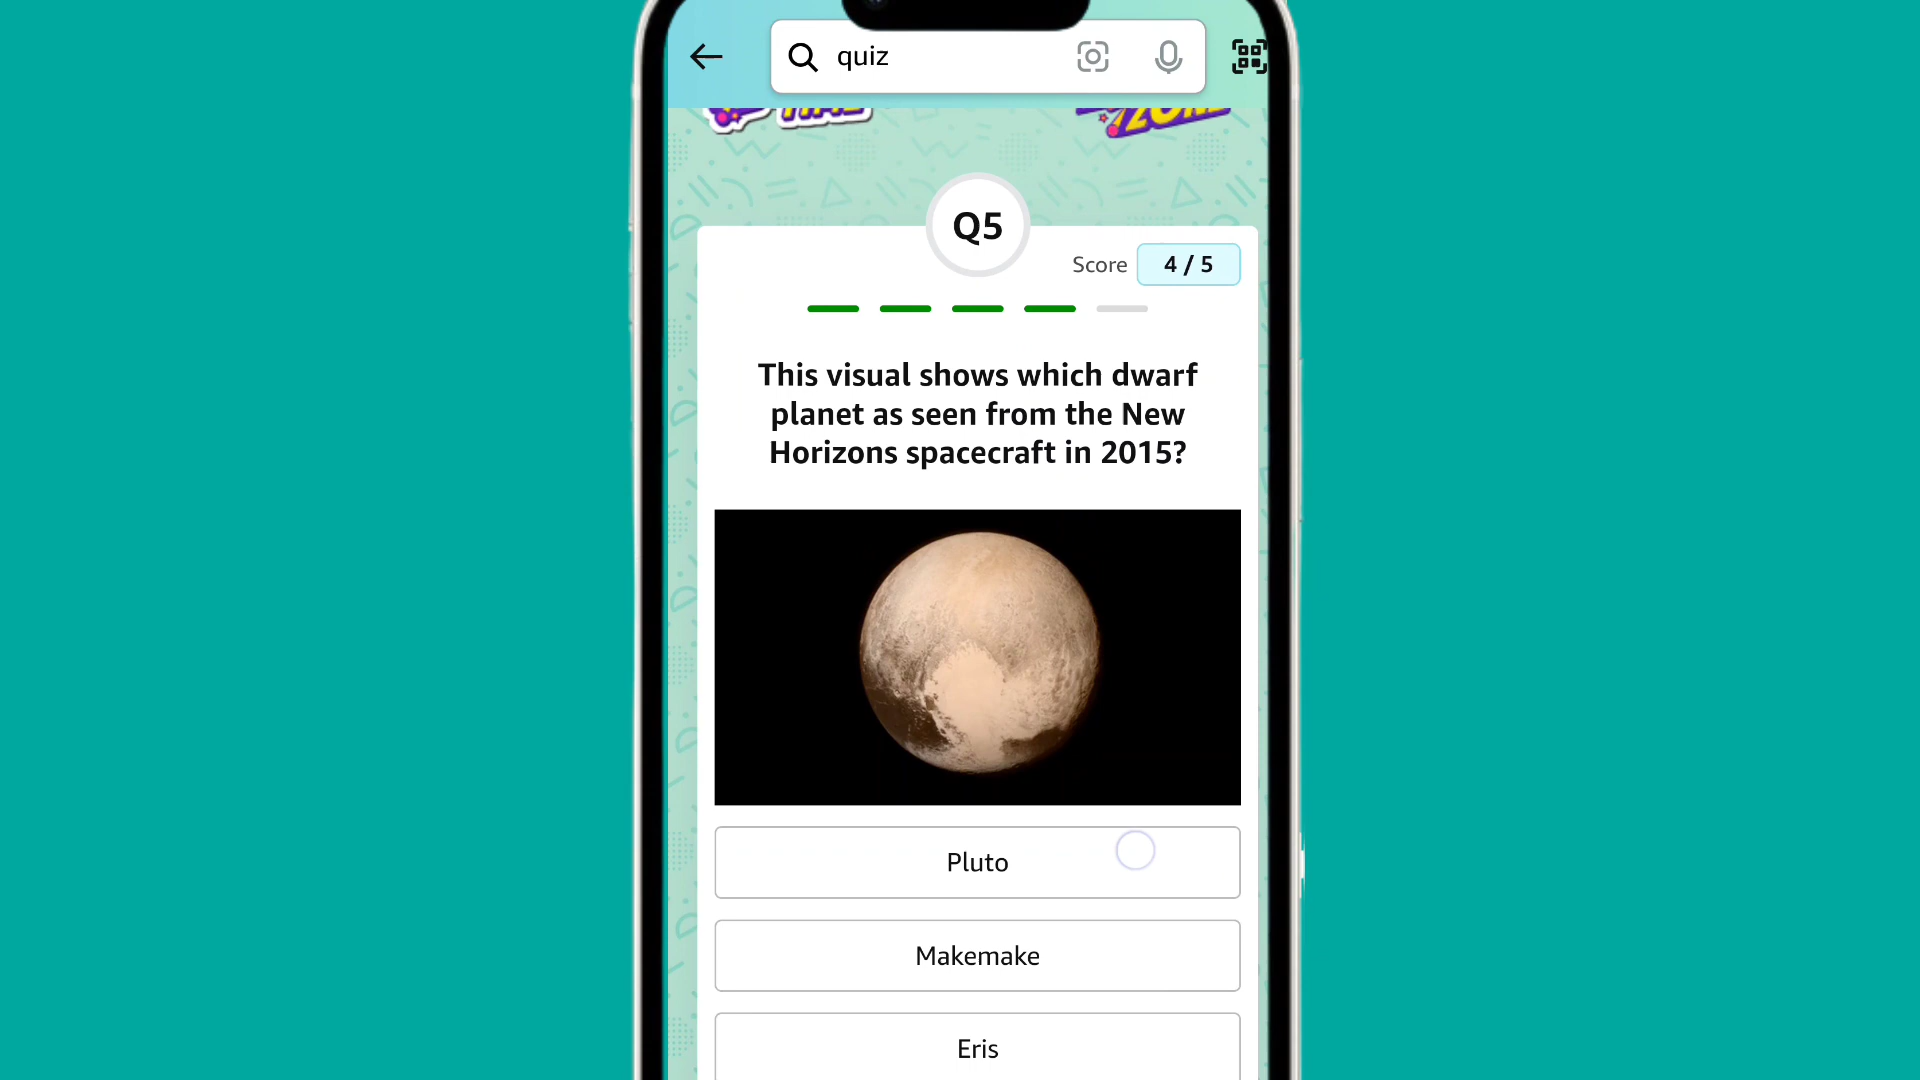 quiz
Q5
Score 4 / 5
This visual shows which dwarf
planet as seen from the New
Horizons spacecraft in 2015?
Pluto
Makemake
Eris